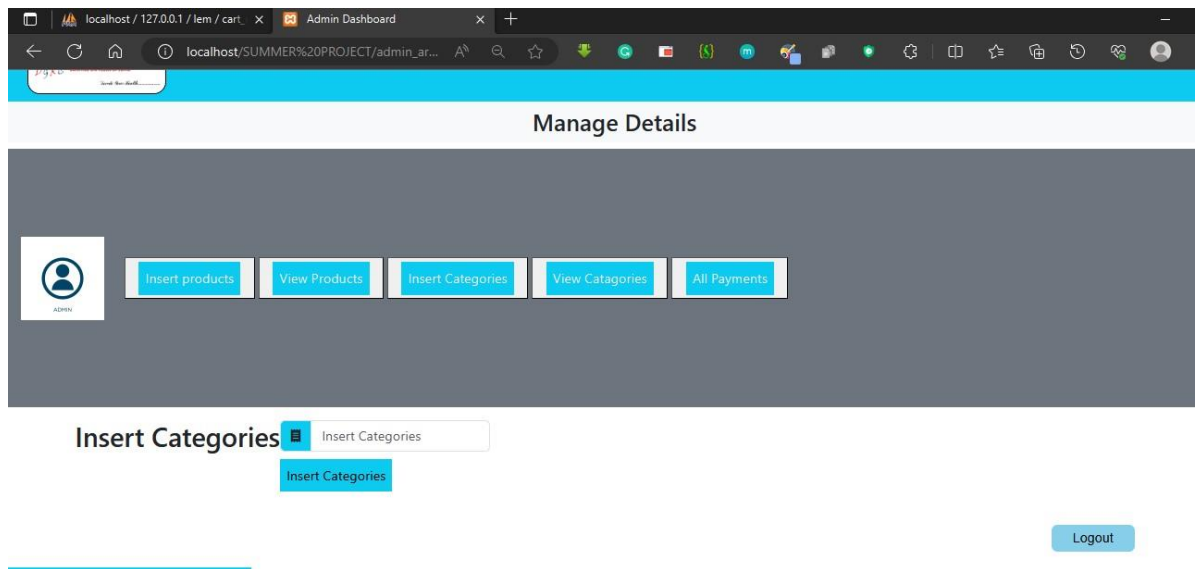 localhost / 127.0.0.1 / lem / cart_
Admin Dashboard
localhost/SUMMER%20PROJECT/admin_ar...
Manage Details
ADMIN
Insert products
View Products
Insert Categories
View Catagories
All Payments
Insert Categories
Insert Categories
Insert Categories
Logout